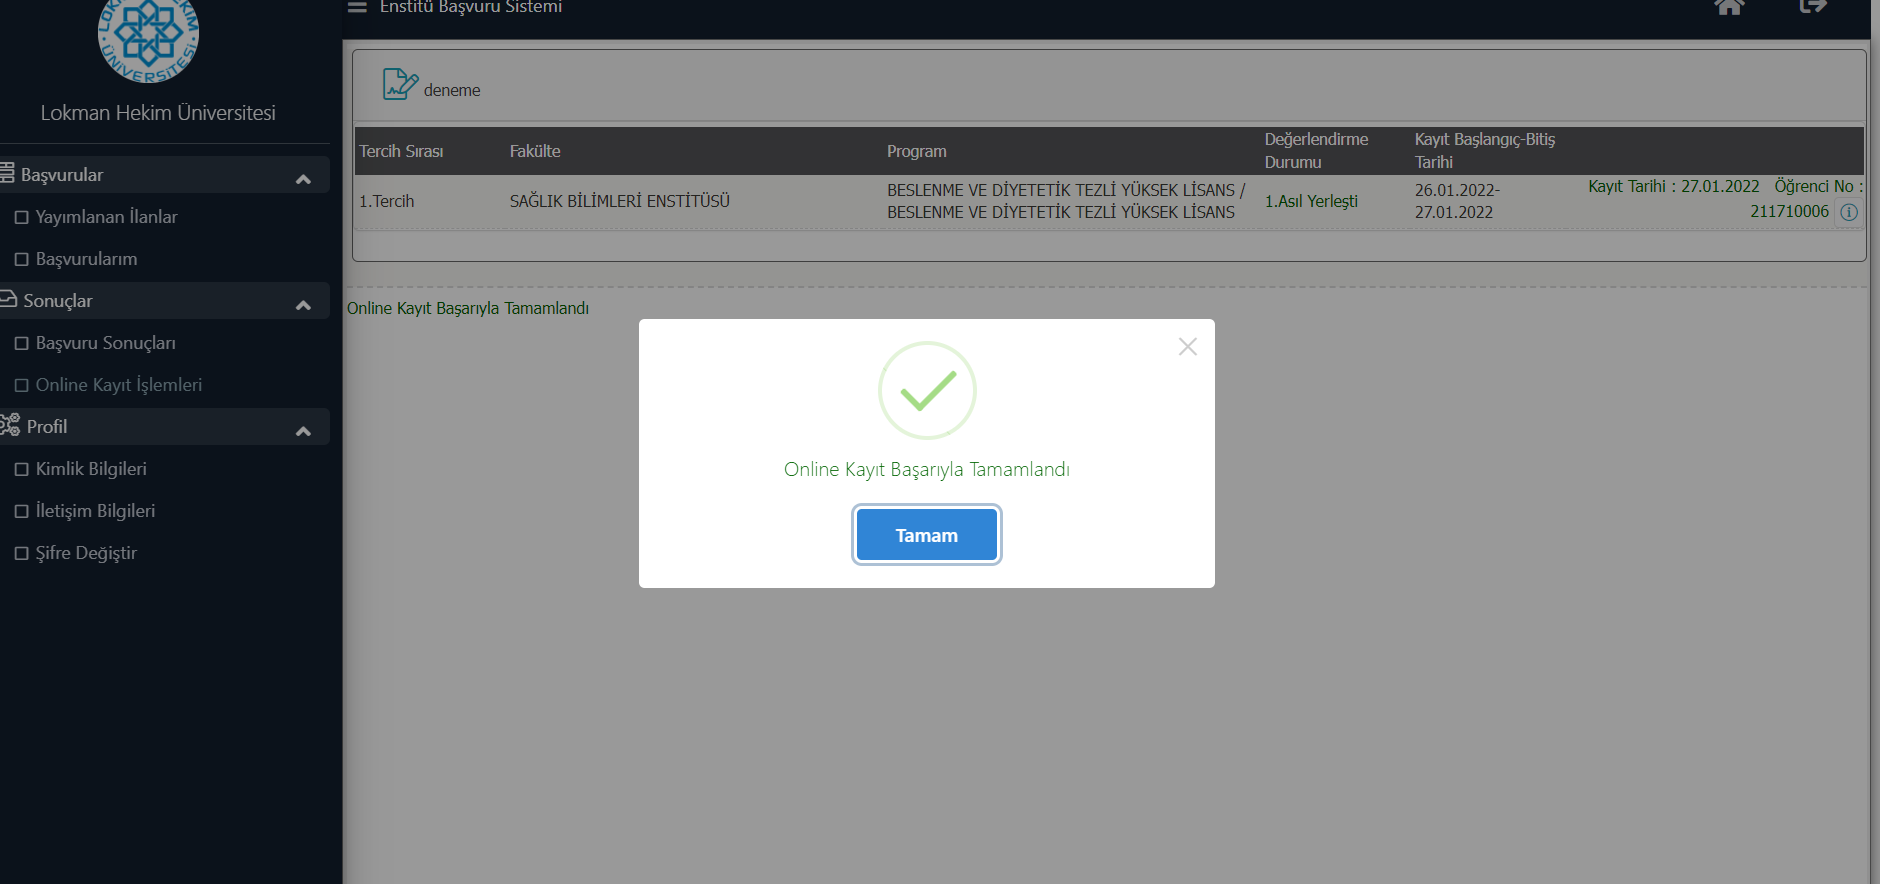 Enstitü Başvuru Sistemi
ÜNİVERSİTESİ
Lokman Hekim Üniversitesi
Başvurular
Yayımlanan İlanlar
Başvurularım
Sonuçlar
Başvuru Sonuçları
Online Kayıt İşlemleri
Profil
Kimlik Bilgileri
İletişim Bilgileri
Şifre Değiştir
deneme
Tercih Sırası
Fakülte
Program
Değerlendirme
Durumu
Kayıt Başlangıç-Bitiş
Tarihi
1.Tercih
SAĞLIK BİLİMLERİ ENSTİTÜSÜ
BESLENME VE DİYETETİK TEZLİ YÜKSEK LİSANS /
BESLENME VE DİYETETİK TEZLİ YÜKSEK LİSANS
1.Asıl Yerleşti
26.01.2022-
27.01.2022
Kayıt Tarihi : 27.01.2022 Öğrenci No :
211710006
Online Kayıt Başarıyla Tamamlandı
Online Kayıt Başarıyla Tamamlandı
Tamam